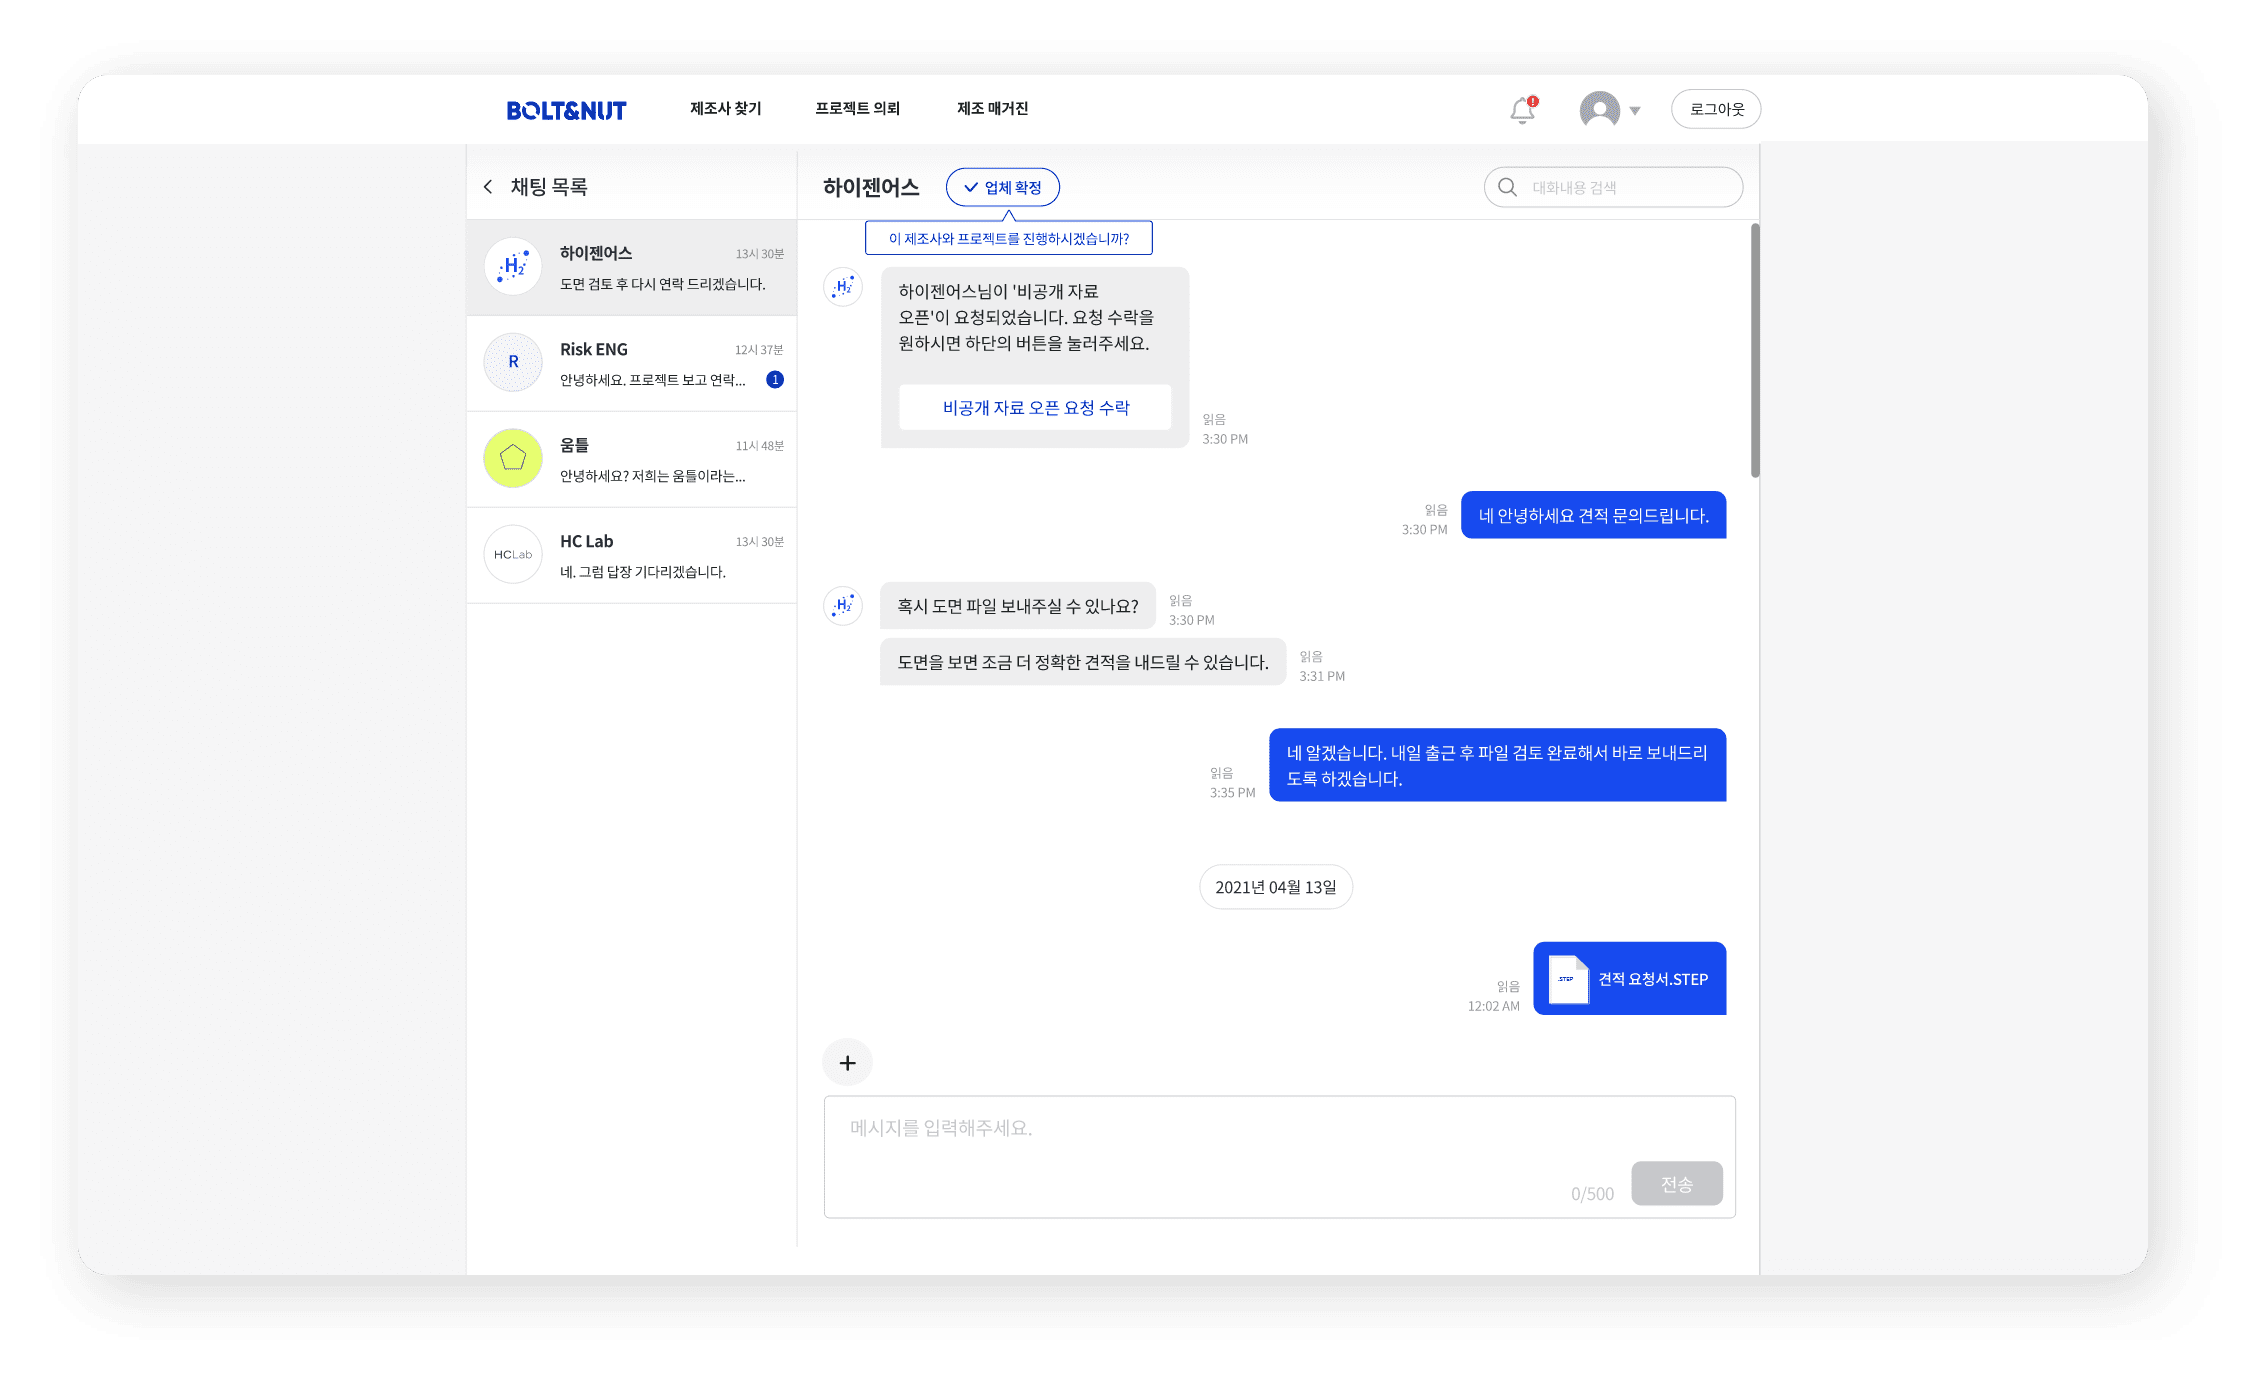 BOLT&NUT
제조사 찾기
프로젝트 의뢰
제조 매거진
!
로그아웃
채팅 목록
H2
하이젠어스
13시 30분
도면 검토 후 다시 연락 드리겠습니다.
R
Risk ENG
12시 37분
안녕하세요. 프로젝트 보고 연락...
1
움틀
11시 48분
안녕하세요? 저희는 움틀이라는...
HCLab
HC Lab
13시 30분
네. 그럼 답장 기다리겠습니다.
하이젠어스
업체 확정
대화내용 검색
이 제조사와 프로젝트를 진행하시겠습니까?
H2
하이젠어스님이 '비공개 자료
오픈'이 요청되었습니다. 요청 수락을
원하시면 하단의 버튼을 눌러주세요.
비공개 자료 오픈 요청 수락
읽음
3:30 PM
읽음
3:30 PM
네 안녕하세요 견적 문의드립니다.
H2
혹시 도면 파일 보내주실 수 있나요?
읽음
3:30 PM
도면을 보면 조금 더 정확한 견적을 내드릴 수 있습니다.
읽음
3:31 PM
네 알겠습니다. 내일 출근 후 파일 검토 완료해서 바로 보내드리
도록 하겠습니다.
읽음
3:35 PM
2021년 04월 13일
읽음
12:02 AM
.STEP
견적 요청서.STEP
+
메시지를 입력해주세요.
0/500
전송